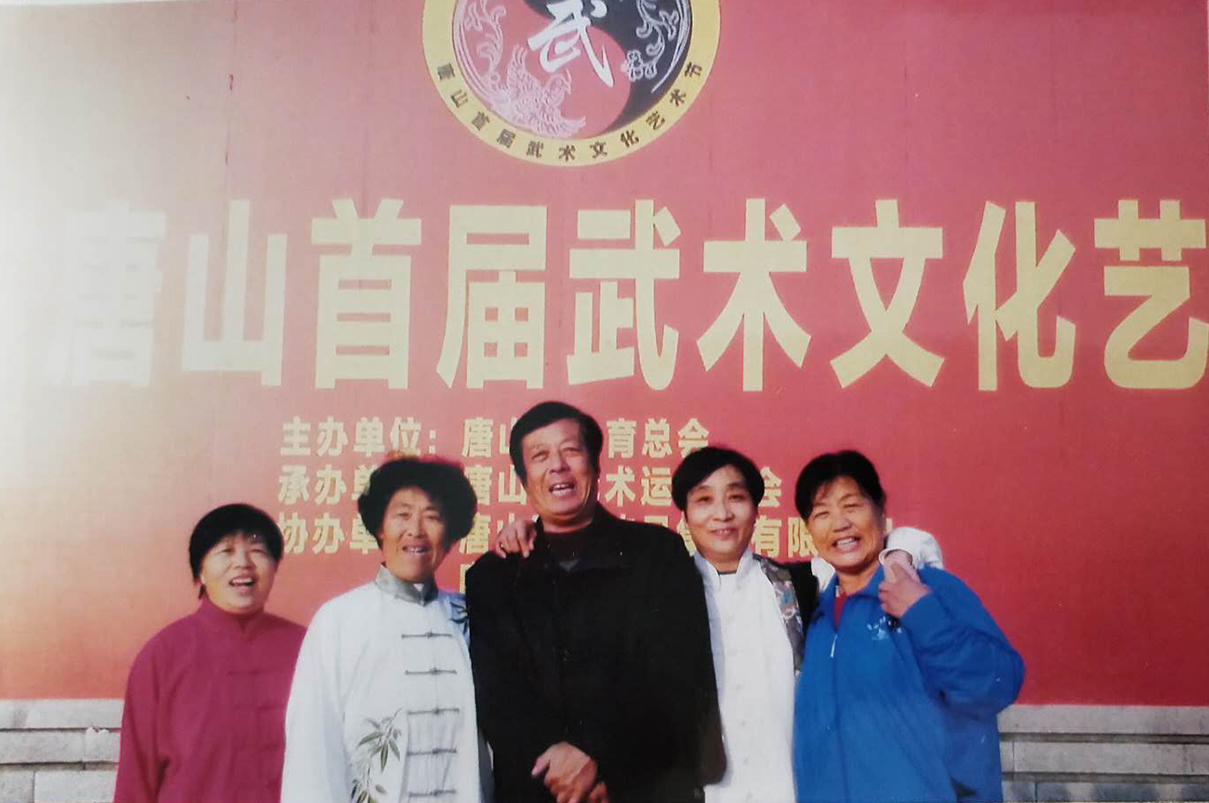 武
唐山首届武术文化艺术节
唐山首届武术文化艺
主办单位：唐山 育总会
承办单 唐山 术运 会
协办单 唐 有限